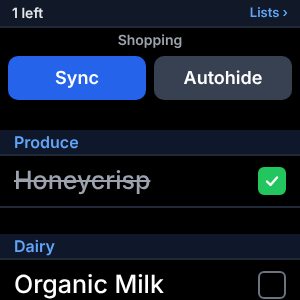 1 left
Lists ›
Shopping
Sync
Autohide
Produce
Honeycrisp
Dairy
Organic Milk